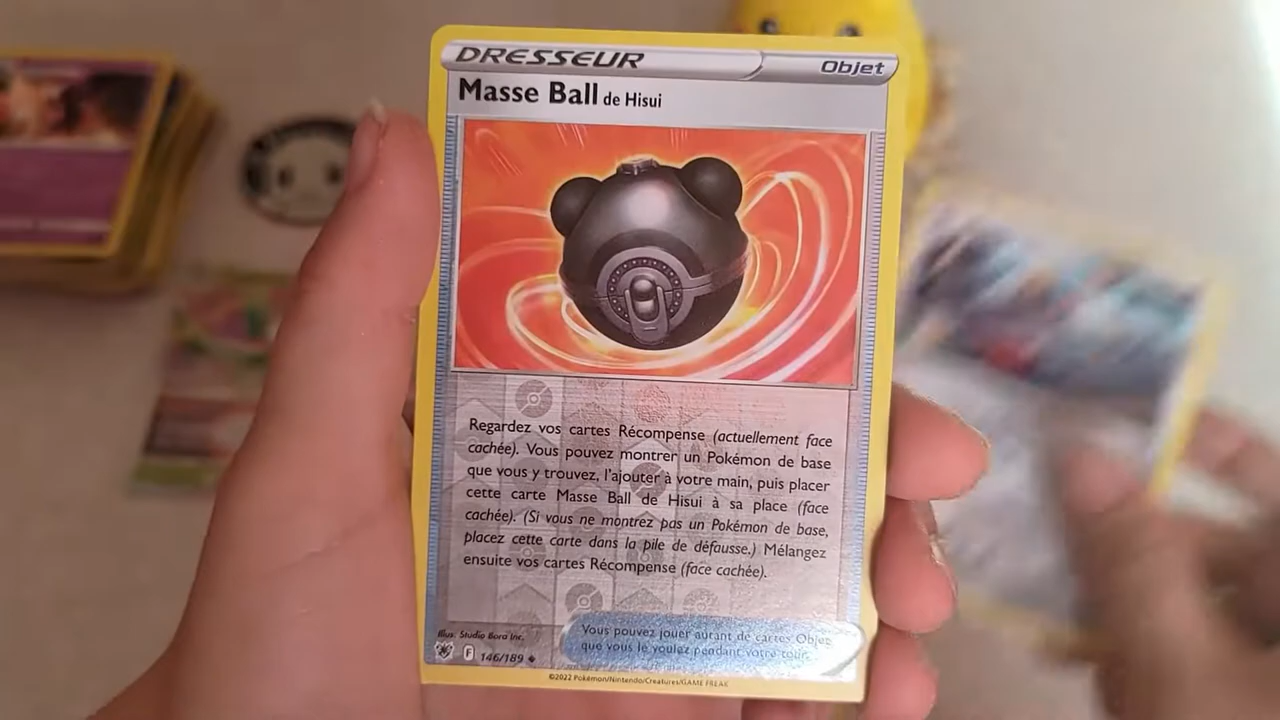 DRESSEUR
Objet
Masse Ball de Hisui
Regardez vos cartes Récompense (actuellement face
cachée). Vous pouvez montrer un Pokémon de base
que vous y trouvez, l'ajouter à votre main, puis placer
cette carte Masse Ball de Hisui à sa place (face
cachée). (Si vous ne montrez pas un Pokémon de base,
placez cette carte dans la pile de défausse.) Mélangez
ensuite vos cartes Récompense (face cachée).
Illus. Studio Bora Inc.
F 146/189
Vous pouvez jouer autant de cartes Objet
que vous le voulez pendant votre tour.
©2022 Pokémon/Nintendo/Creatures/GAME FREAK